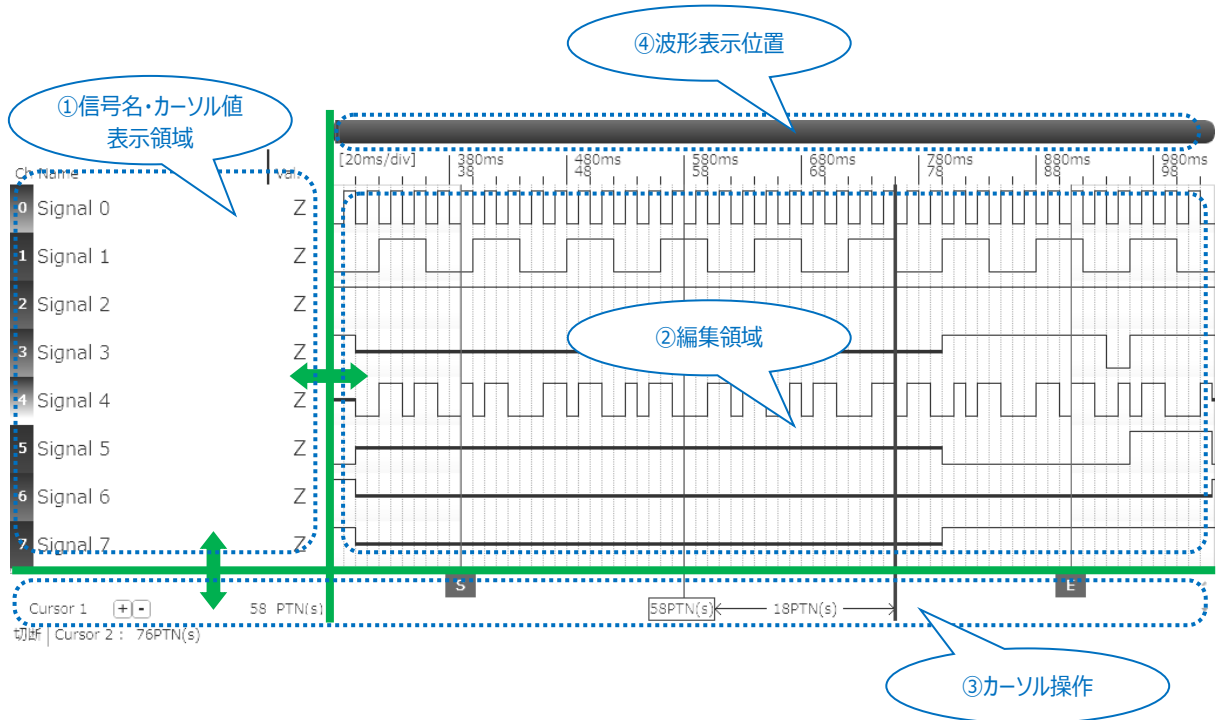 ④波形表示位置
①信号名・カーソル値
表示領域
[20ms/div] 380ms 480ms 580ms 680ms 780ms 880ms 980ms
38 48 58 68 78 88 98
Ch Name Val.
0 Signal 0 Z
1 Signal 1 Z
2 Signal 2 Z
3 Signal 3 Z
②編集領域
4 Signal 4 Z
5 Signal 5 Z
6 Signal 6 Z
7 Signal 7 Z
S E
Cursor 1 + - 58 PTN(s) 58PTN(s) 18PTN(s)
切断 | Cursor 2 : 76PTN(s)
③カーソル操作